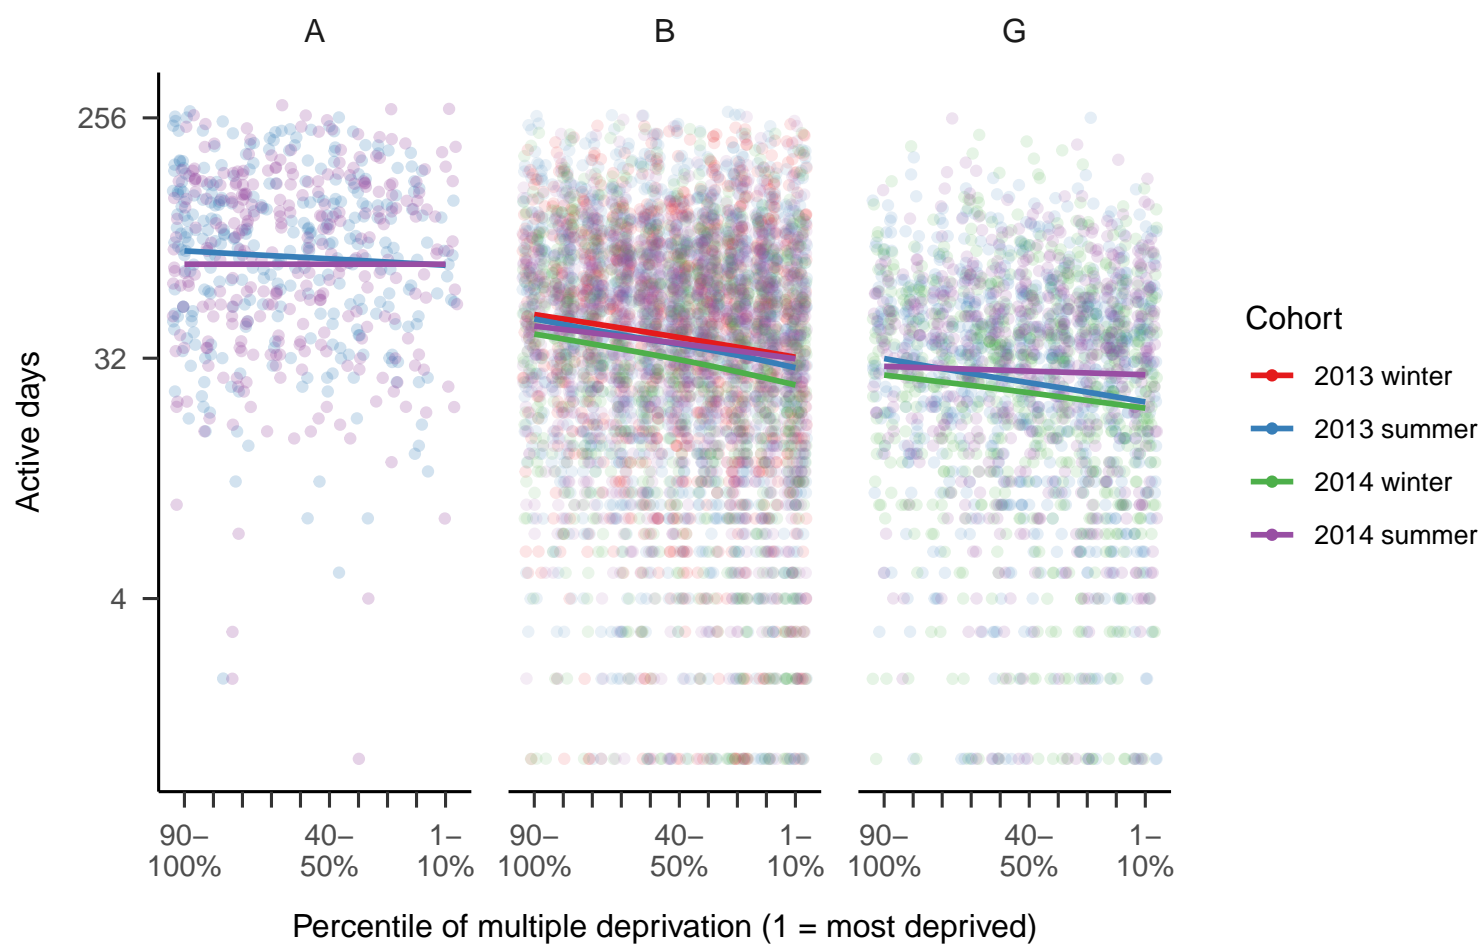 A B G
256
32
4
Active days
90–
100%
40–
50%
1–
10%
90–
100%
40–
50%
1–
10%
90–
100%
40–
50%
1–
10%
Percentile of multiple deprivation (1 = most deprived)
Cohort
2013 winter
2013 summer
2014 winter
2014 summer